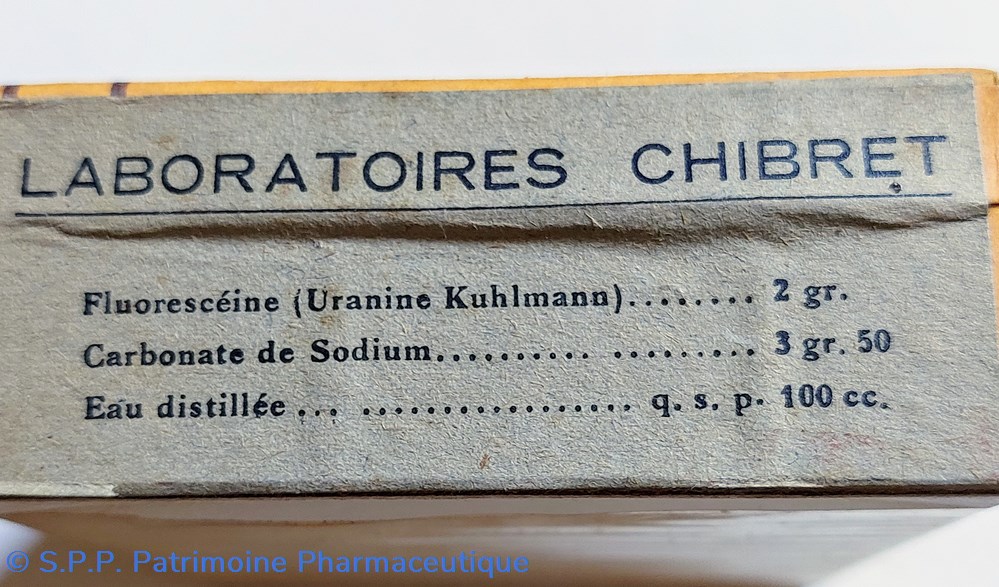 LABORATOIRES CHIBRET
Fluorescéine (Uranine Kuhlmann)........ 2 gr.
Carbonate de Sodium.......... ......... 3 gr. 50
Eau distillée ... .................. q. s. p. 100 cc.
© S.P.P. Patrimoine Pharmaceutique